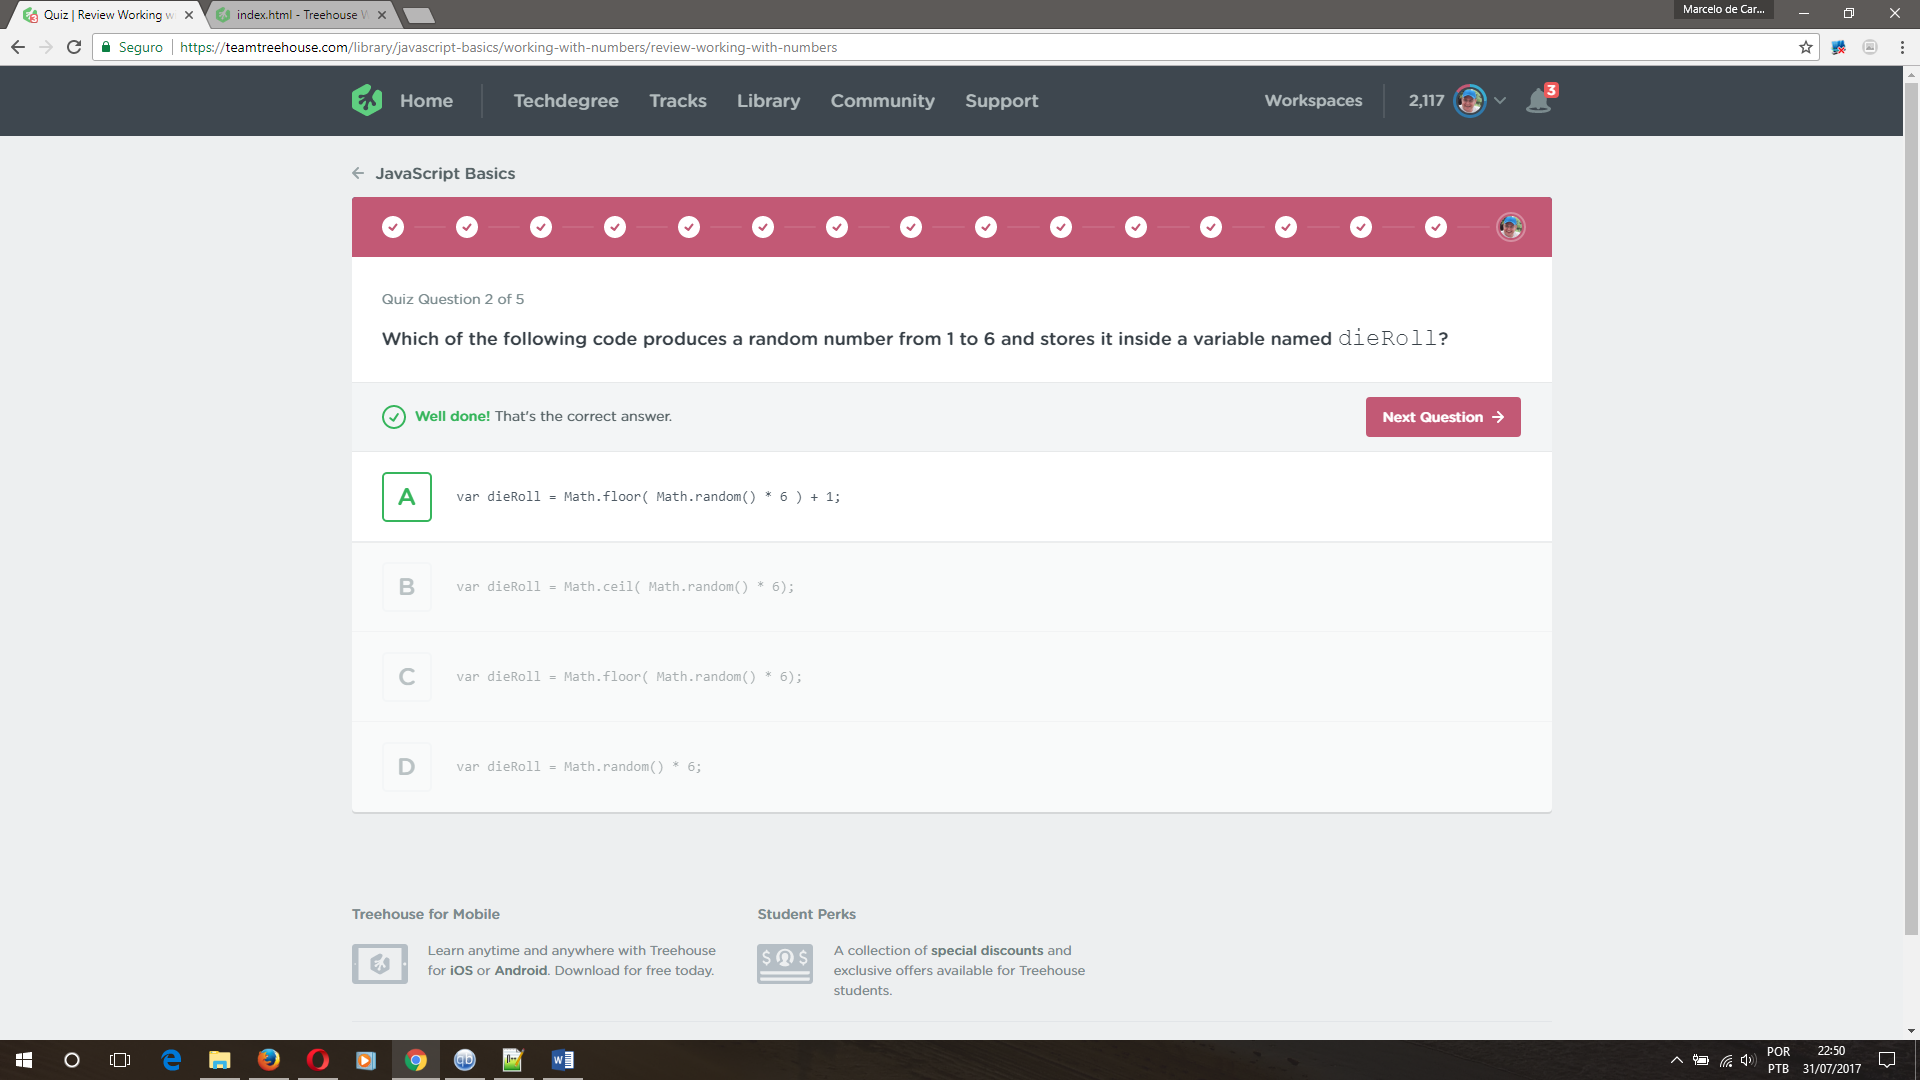 Quiz | Review Working w
index.html - Treehouse W
Marcelo de Car...
Seguro
https://teamtreehouse.com/library/javascript-basics/working-with-numbers/review-working-with-numbers
Home
Techdegree
Tracks
Library
Community
Support
Workspaces
2,117
3
JavaScript Basics
Quiz Question 2 of 5
Which of the following code produces a random number from 1 to 6 and stores it inside a variable named dieRoll?
Well done! That's the correct answer.
Next Question
A
var dieRoll = Math.floor( Math.random() * 6 ) + 1;
B
var dieRoll = Math.ceil( Math.random() * 6);
C
var dieRoll = Math.floor( Math.random() * 6);
D
var dieRoll = Math.random() * 6;
Treehouse for Mobile
Learn anytime and anywhere with Treehouse
for iOS or Android. Download for free today.
Student Perks
A collection of special discounts and
exclusive offers available for Treehouse
students.
POR
PTB
22:50
31/07/2017